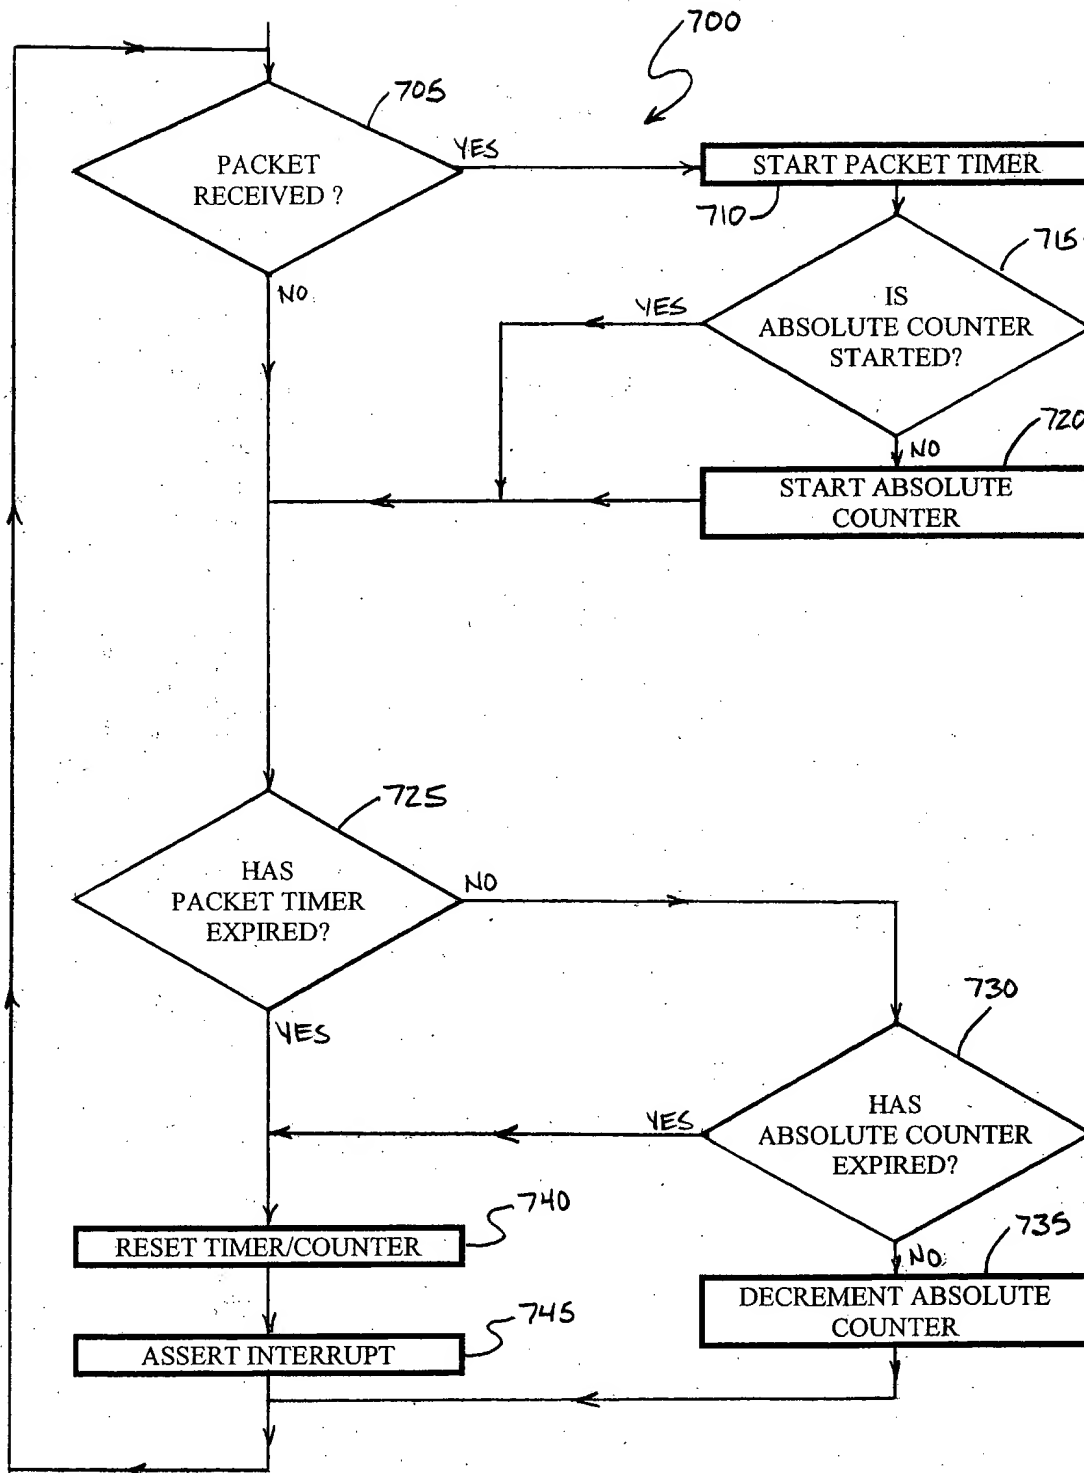 700
705
PACKET
RECEIVED ?
YES
START PACKET TIMER
710
715
NO
IS
ABSOLUTE COUNTER
STARTED?
YES
720
NO
START ABSOLUTE
COUNTER
725
HAS
PACKET TIMER
EXPIRED?
NO
YES
730
HAS
ABSOLUTE COUNTER
EXPIRED?
YES
740
735
NO
RESET TIMER/COUNTER
DECREMENT ABSOLUTE
COUNTER
745
ASSERT INTERRUPT